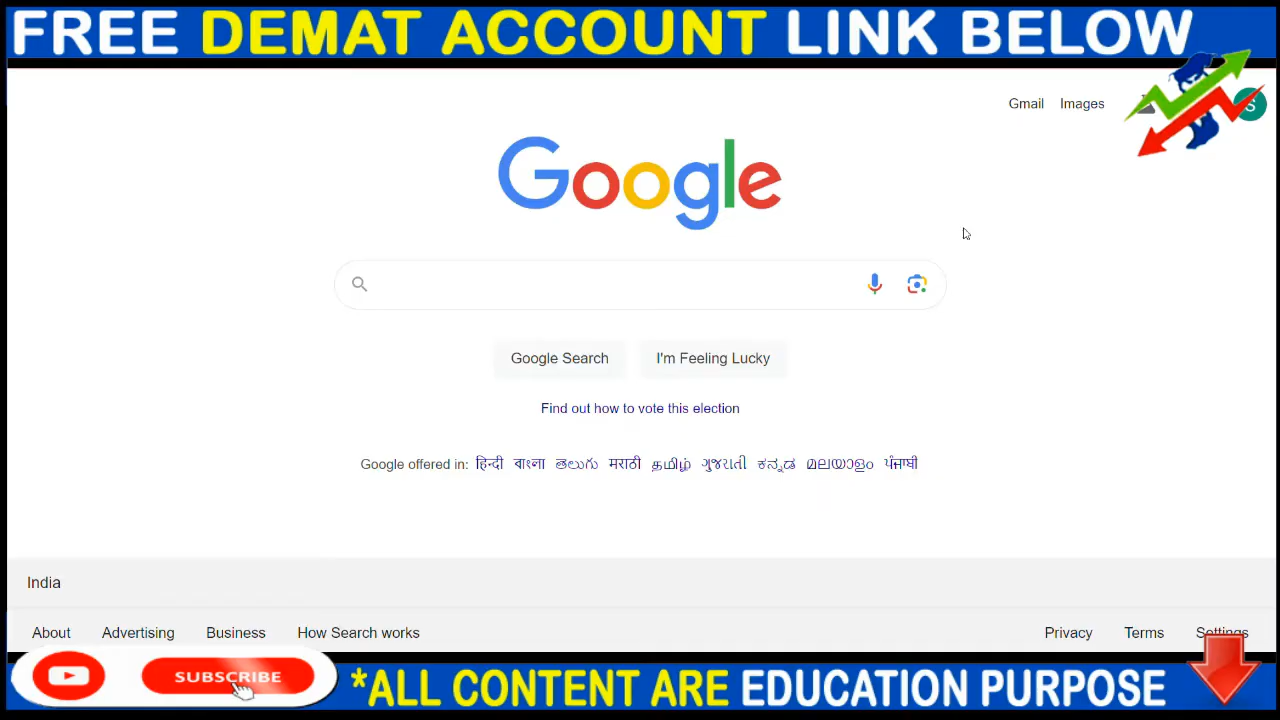 FREE DEMAT ACCOUNT LINK BELOW
Gmail Images
S
Google
Google Search I'm Feeling Lucky
Find out how to vote this election
Google offered in: हिन्दी বাংলা తెలుగు मराठी தமிழ் ગુજરાતી ಕನ್ನಡ മലയാളം ਪੰਜਾਬੀ
India
About Advertising Business How Search works Privacy Terms Settings
SUBSCRIBE
*ALL CONTENT ARE EDUCATION PURPOSE